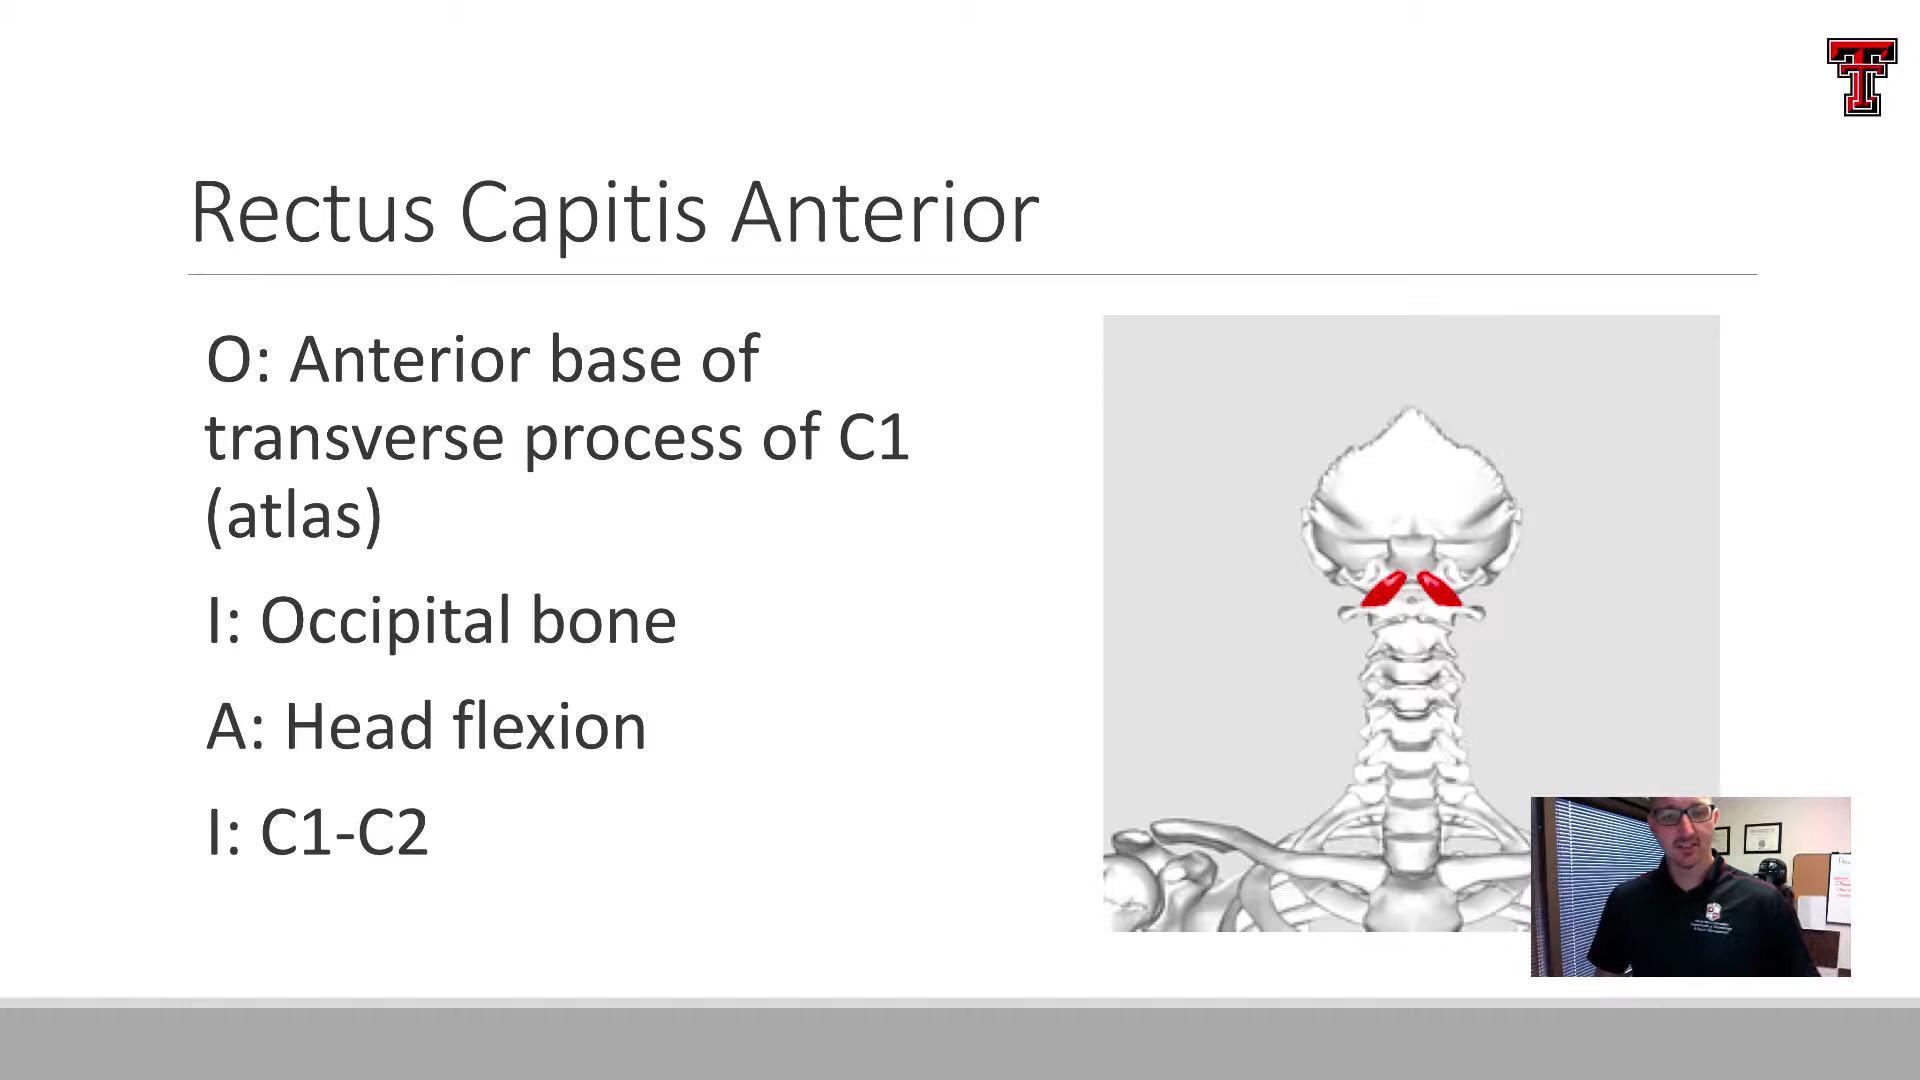 Rectus Capitis Anterior
O: Anterior base of
transverse process of C1
(atlas)
I: Occipital bone
A: Head flexion
I: C1-C2